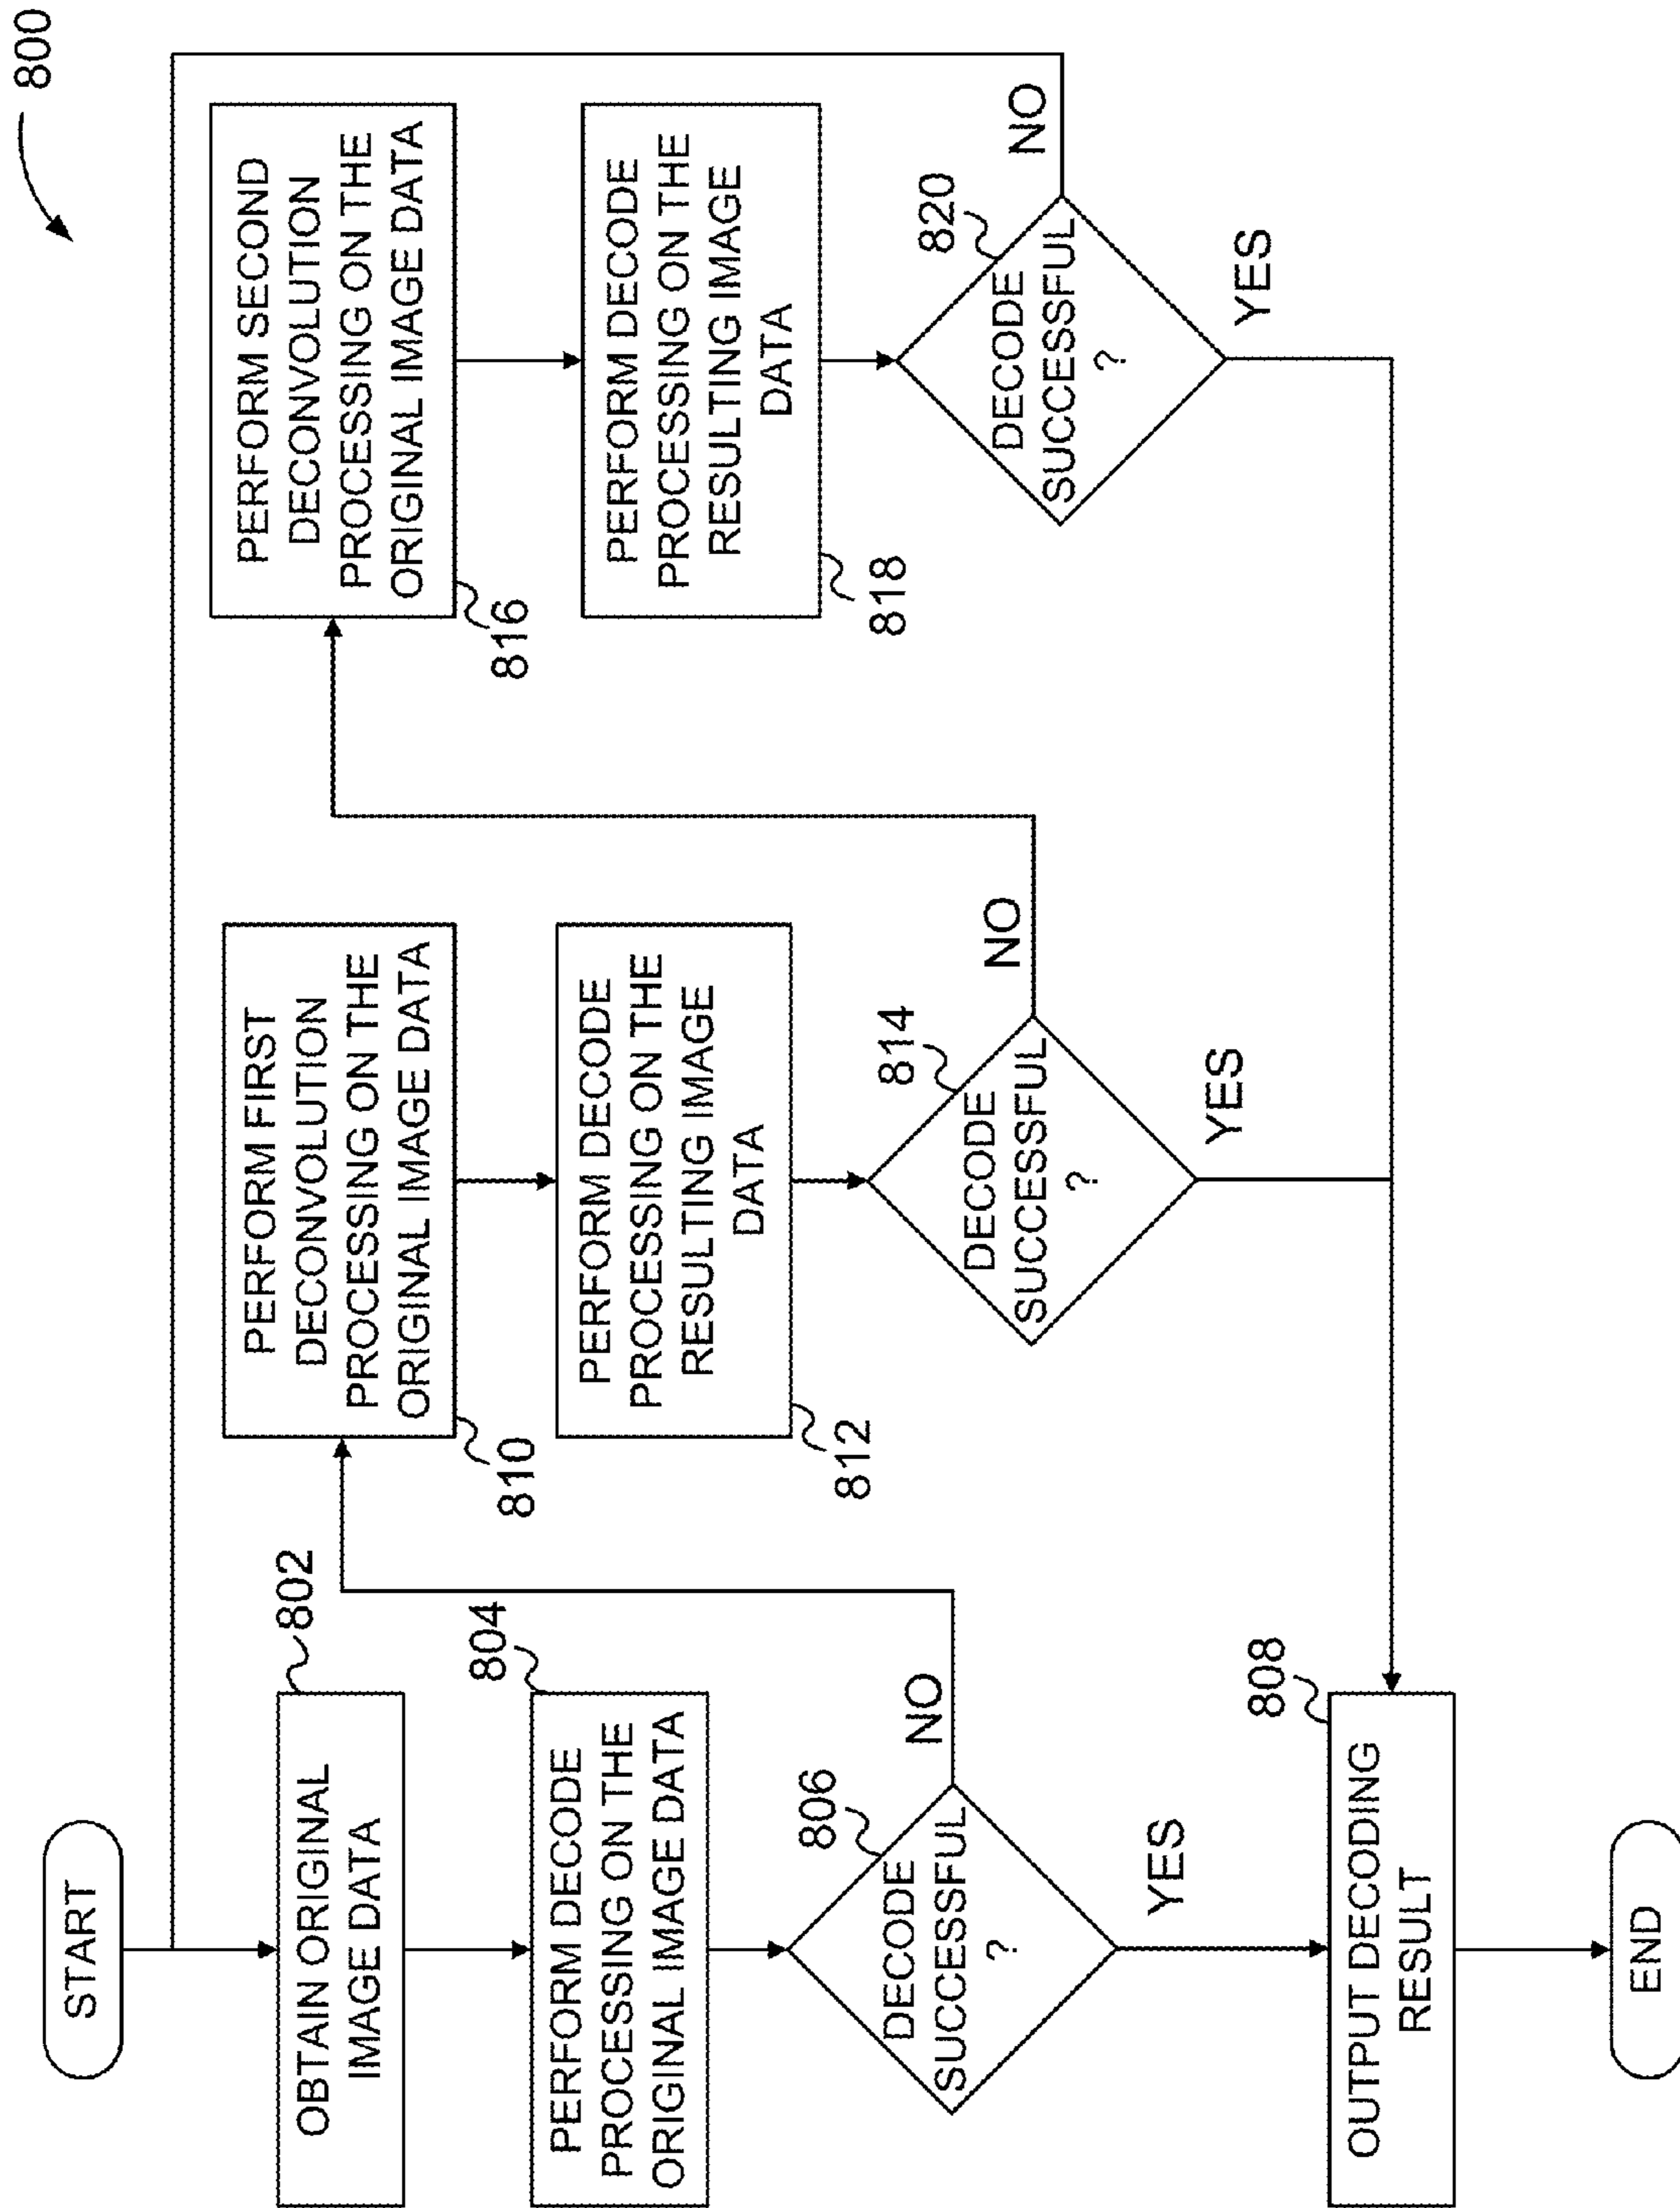 800
START
OBTAIN ORIGINAL
IMAGE DATA
802
PERFORM DECODE
PROCESSING ON THE
ORIGINAL IMAGE DATA
804
DECODE
SUCCESSFUL
?
806
NO
YES
OUTPUT DECODING
RESULT
808
END
PERFORM FIRST
DECONVOLUTION
PROCESSING ON THE
ORIGINAL IMAGE DATA
810
PERFORM DECODE
PROCESSING ON THE
RESULTING IMAGE
DATA
812
DECODE
SUCCESSFUL
?
814
NO
YES
PERFORM SECOND
DECONVOLUTION
PROCESSING ON THE
ORIGINAL IMAGE DATA
816
PERFORM DECODE
PROCESSING ON THE
RESULTING IMAGE
DATA
818
DECODE
SUCCESSFUL
?
820
NO
YES